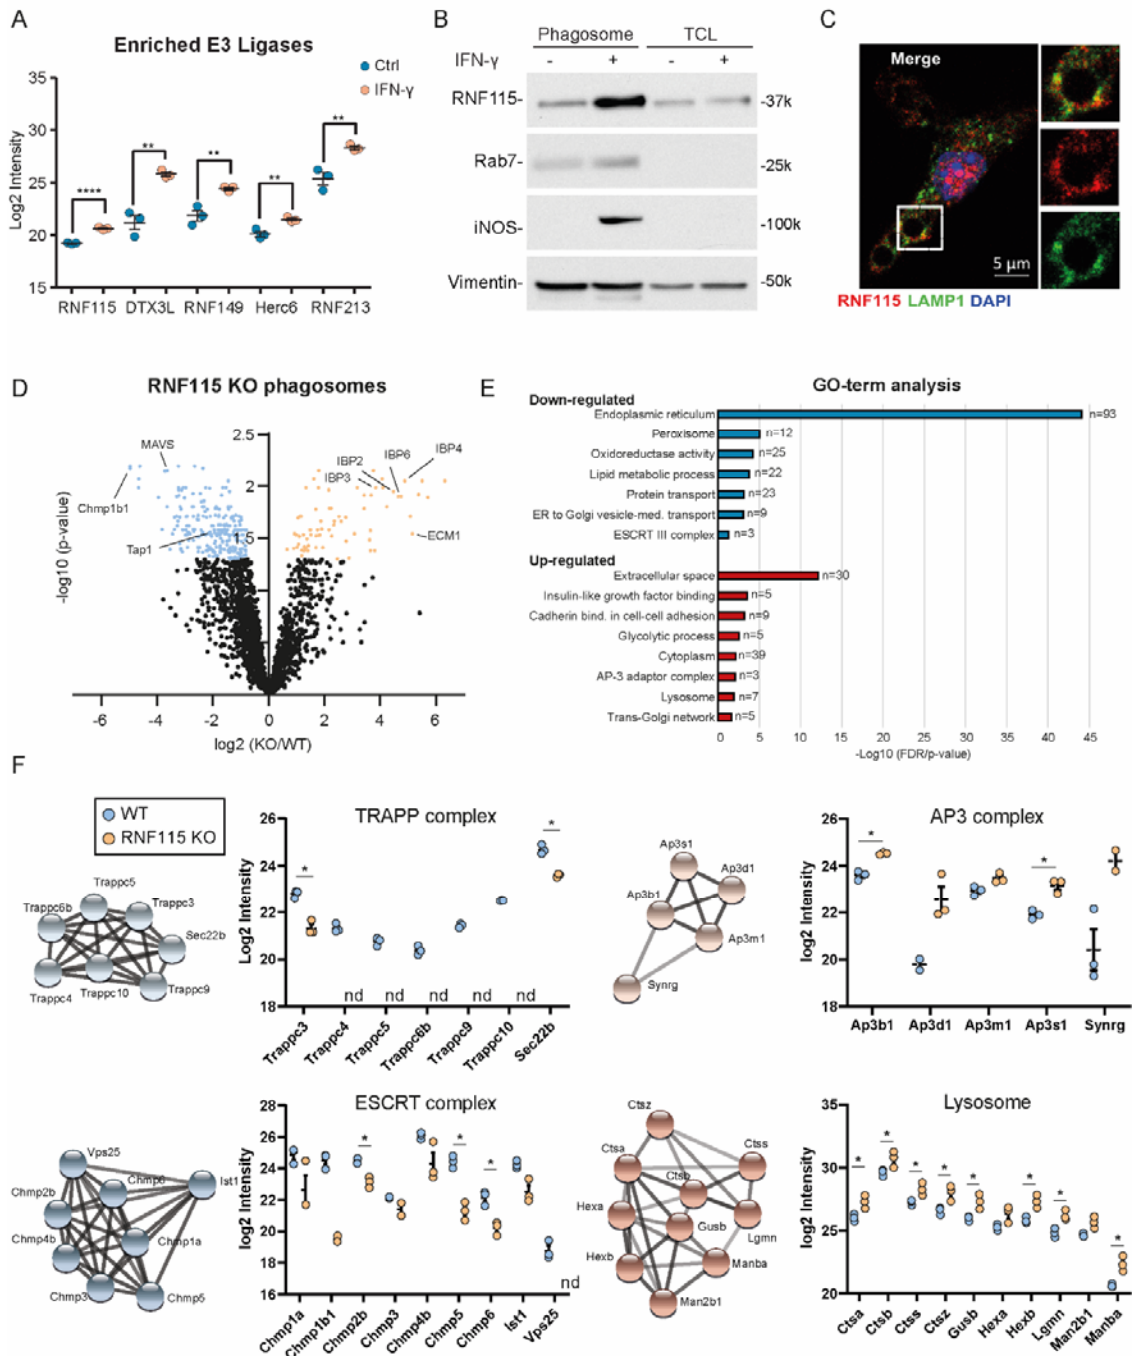 A
Enriched E3 Ligases
Ctrl
IFN-γ
Log2 Intensity
35
30
25
20
15
****
**
**
**
**
RNF115 DTX3L RNF149 Herc6 RNF213
B
Phagosome TCL
IFN-γ - + - +
RNF115- -37k
Rab7- -25k
iNOS- -100k
Vimentin- -50k
C
Merge
5 µm
RNF115 LAMP1 DAPI
D
RNF115 KO phagosomes
-log10 (p-value)
2.5
2
1.5
MAVS
Chmp1b1
Tap1
IBP2
IBP3
IBP6
IBP4
ECM1
-6 -4 -2 0 2 4 6
log2 (KO/WT)
E
GO-term analysis
Down-regulated
Endoplasmic reticulum n=93
Peroxisome n=12
Oxidoreductase activity n=25
Lipid metabolic process n=22
Protein transport n=23
ER to Golgi vesicle-med. transport n=9
ESCRT III complex n=3
Up-regulated
Extracellular space n=30
Insulin-like growth factor binding n=5
Cadherin bind. in cell-cell adhesion n=9
Glycolytic process n=5
Cytoplasm n=39
AP-3 adaptor complex n=3
Lysosome n=7
Trans-Golgi network n=5
0 5 10 15 20 25 30 35 40 45
-Log10 (FDR/p-value)
F
WT
RNF115 KO
Trappc5
Trappc6b
Trappc3
Sec22b
Trappc4
Trappc10
Trappc9
TRAPP complex
Log2 Intensity
26
24
22
20
18
*
*
nd nd nd nd nd
Trappc3 Trappc4 Trappc5 Trappc6b Trappc9 Trappc10 Sec22b
Ap3s1
Ap3d1
Ap3b1
Ap3m1
Synrg
AP3 complex
log2 Intensity
26
24
22
20
18
*
*
Ap3b1 Ap3d1 Ap3m1 Ap3s1 Synrg
Vps25
Chmp6
Ist1
Chmp2b
Chmp1a
Chmp4b
Chmp3
Chmp5
ESCRT complex
log2 Intensity
28
26
24
22
20
18
16
*
*
*
nd
Chmp1a Chmp1b1 Chmp2b Chmp3 Chmp4b Chmp5 Chmp6 Ist1 Vps25
Ctsz
Ctsa
Ctss
Ctsb
Hexa
Gusb
Lgmn
Hexb
Manba
Man2b1
Lysosome
log2 Intensity
35
30
25
20
*
*
*
*
*
*
*
*
Ctsa Ctsb Ctss Ctsz Gusb Hexa Hexb Lgmn Man2b1 Manba